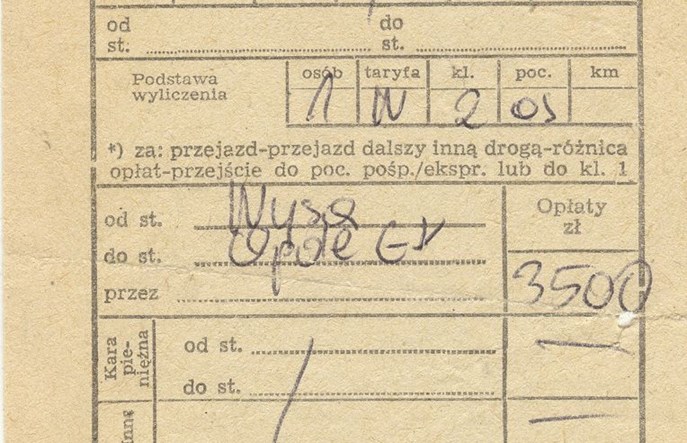 od
do
st.
st.
Podstawa
wyliczenia
osób taryfa kl. poc. km
1 N 2 os
*) za: przejazd-przejazd dalszy inną drogą-różnica
opłat-przejście do poc. pośp./ekspr. lub do kl. 1
od st. Nysa
Opłaty
zł
do st. Opole Gł
3500
przez
Kara
pie-
niężna
od st.
do st.
Inne